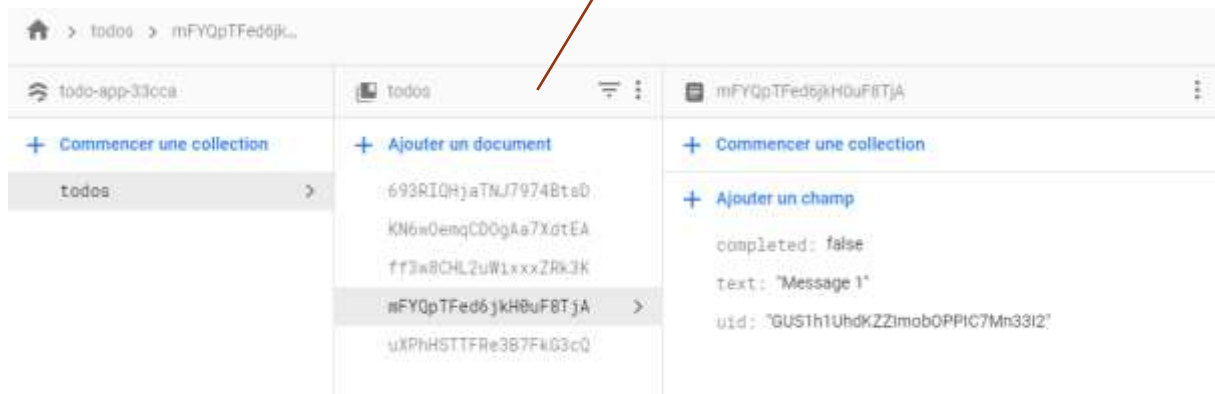 todos > mFYQpTFed6jk...
todo-app-33cca
Commencer une collection
todos
todos
Ajouter un document
693RIQHjaTNJ7974BtsD
KN6wOemqCDOgAa7XdtEA
ff3w8CHL2uWixxxZRk3K
mFYQpTFed6jkH0uF8TjA
uXPhHSTTFRe3B7FkG3cQ
mFYQpTFed6jkH0uF8TjA
Commencer une collection
Ajouter un champ
completed: false
text: "Message 1"
uid: "GUS1h1UhdKZZImobOPPIC7Mn33I2"